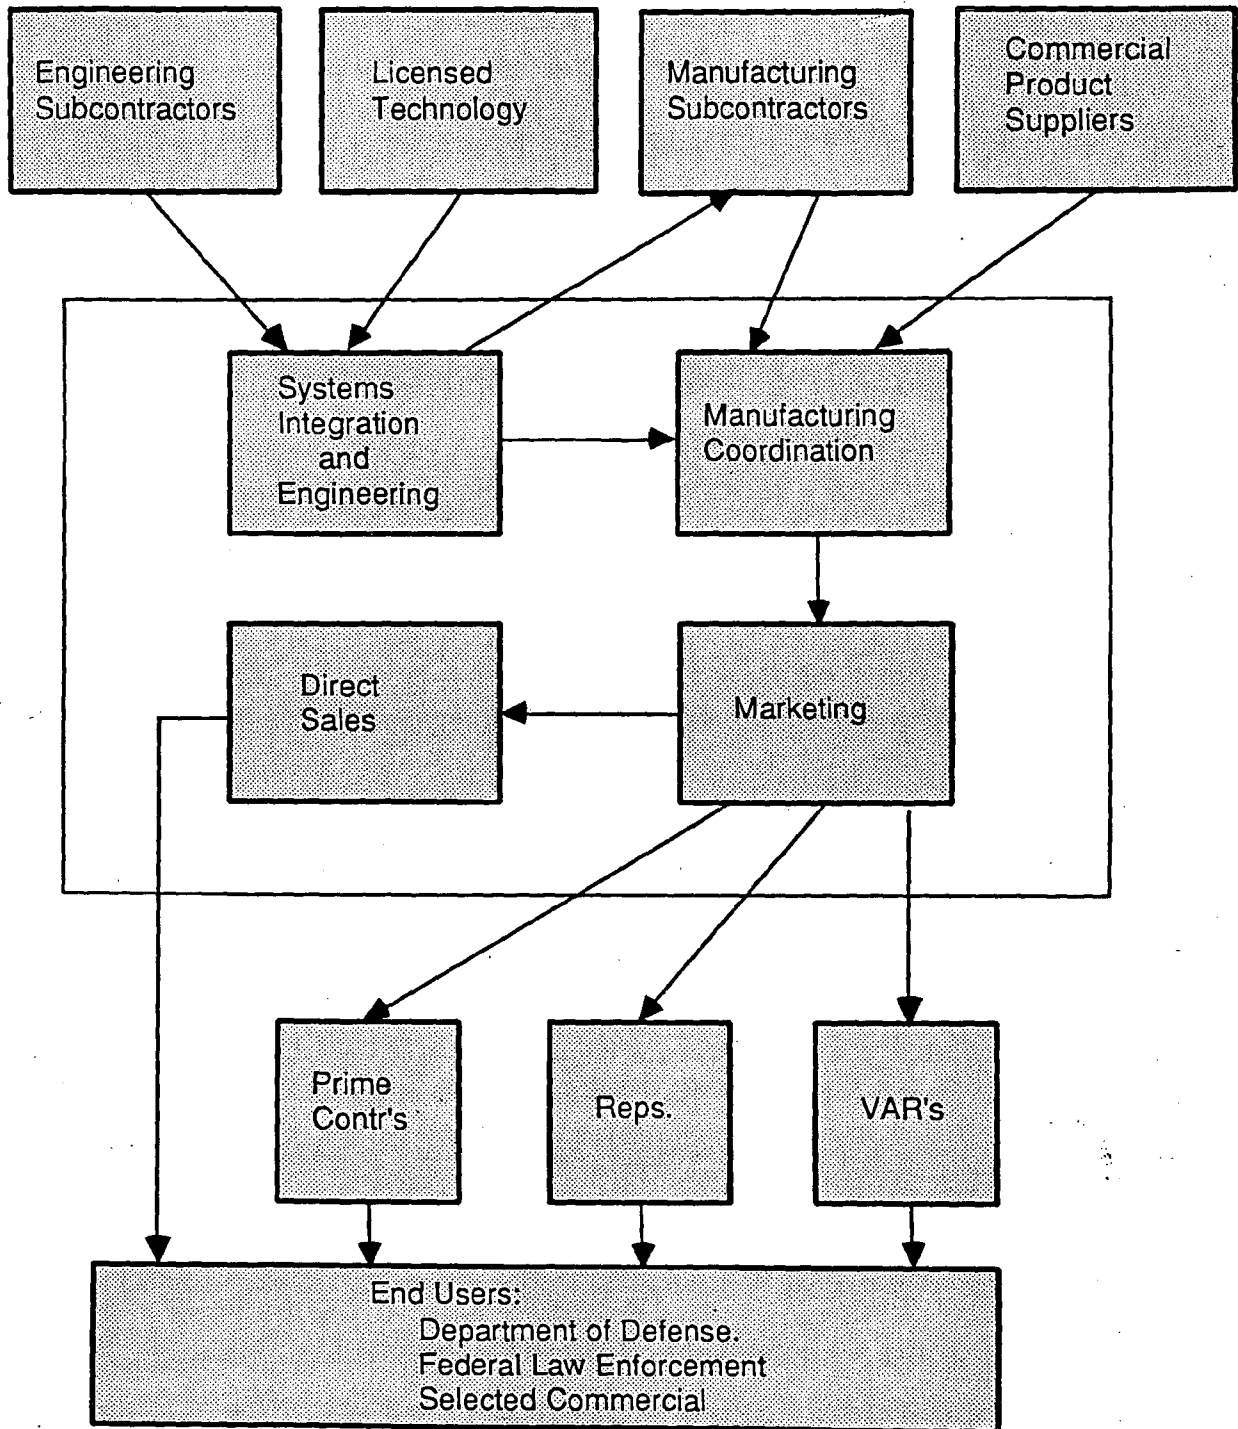 Engineering
Subcontractors
Licensed
Technology
Manufacturing
Subcontractors
Commercial
Product
Suppliers
Systems
Integration
and
Engineering
Manufacturing
Coordination
Direct
Sales
Marketing
Prime
Contr's
Reps.
VAR's
End Users:
Department of Defense.
Federal Law Enforcement
Selected Commercial